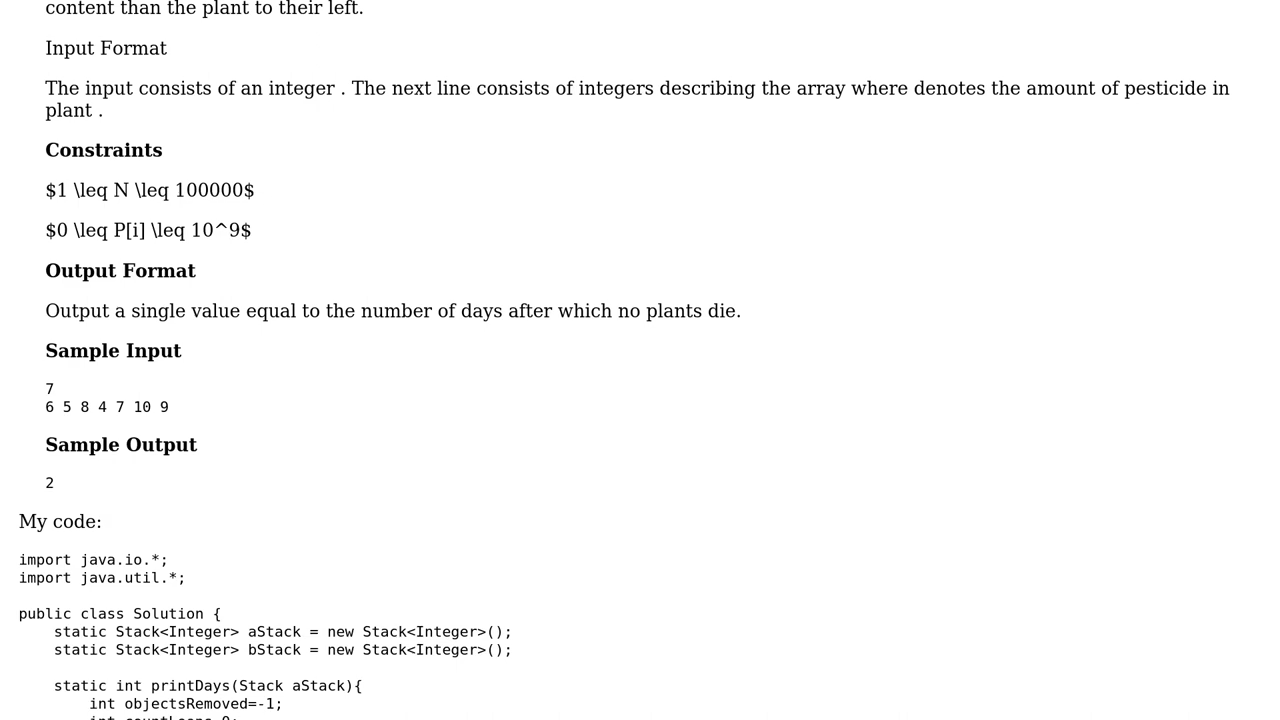 content than the plant to their left.
Input Format
The input consists of an integer . The next line consists of integers describing the array where denotes the amount of pesticide in
plant .
Constraints
$1 \leq N \leq 100000$
$0 \leq P[i] \leq 10^9$
Output Format
Output a single value equal to the number of days after which no plants die.
Sample Input
7
6 5 8 4 7 10 9
Sample Output
2
My code:
import java.io.*;
import java.util.*;
public class Solution {
    static Stack<Integer> aStack = new Stack<Integer>();
    static Stack<Integer> bStack = new Stack<Integer>();
    static int printDays(Stack aStack){
        int objectsRemoved=-1;
        int countLoops=0;